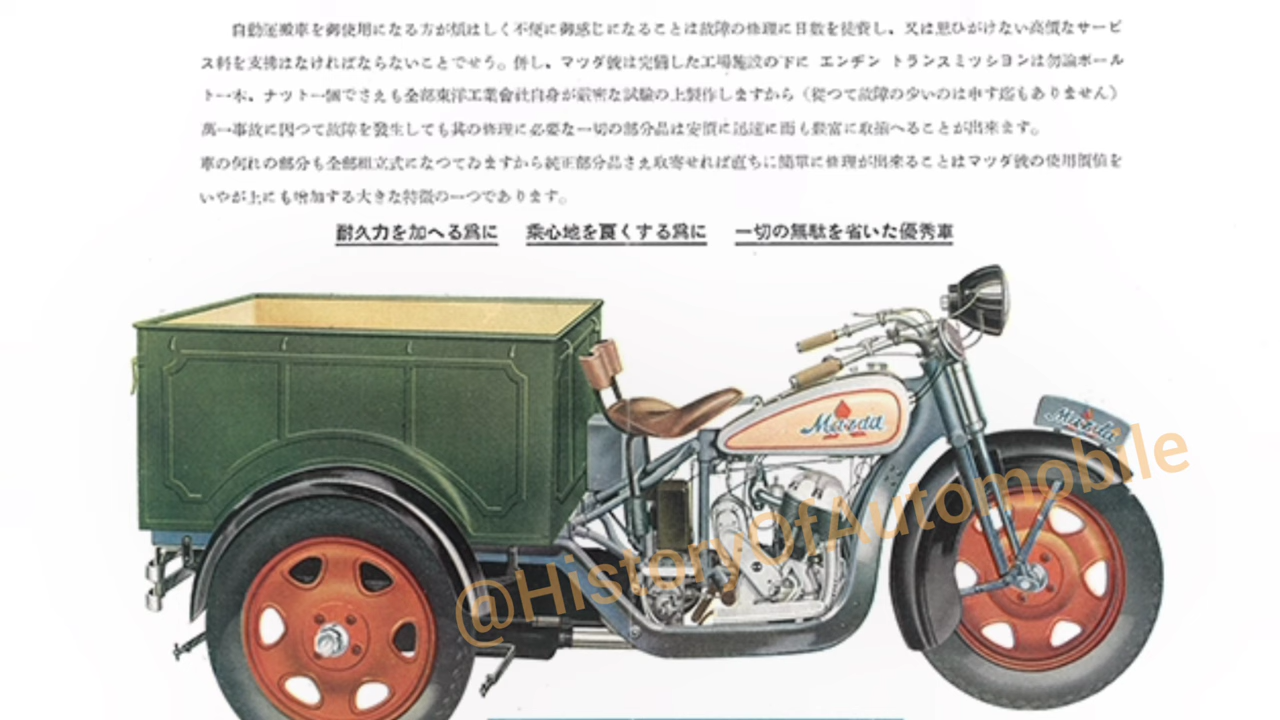 自動運搬車を御使用になる方が煩はしく不便に御感じになることは故障の修理に日數を徒費し、又は思ひがけない高價なサービ
ス料を支拂はなければならないことでせう。併し、マツダ號は完備した工場施設の下に エンヂン トランスミツシヨンは勿論ボール
ト一本、ナツト一個でさえも全部東洋工業會社自身が嚴密な試驗の上製作しますから（從つて故障の少いのは申す迄もありません）
萬一事故に因つて故障を發生しても其の修理に必要な一切の部分品は安價に迅速に而も豐富に取揃へることが出來ます。
車の何れの部分も全部組立式になつてゐますから純正部分品さえ取寄せれば直ちに簡單に修理が出來ることはマツダ號の使用價値を
いやが上にも增加する大きな特徵の一つであります。
耐久力を加へる爲に 乘心地を良くする爲に 一切の無駄を省いた優秀車
Mazda
Mazda
@HistoryOfAutomobile